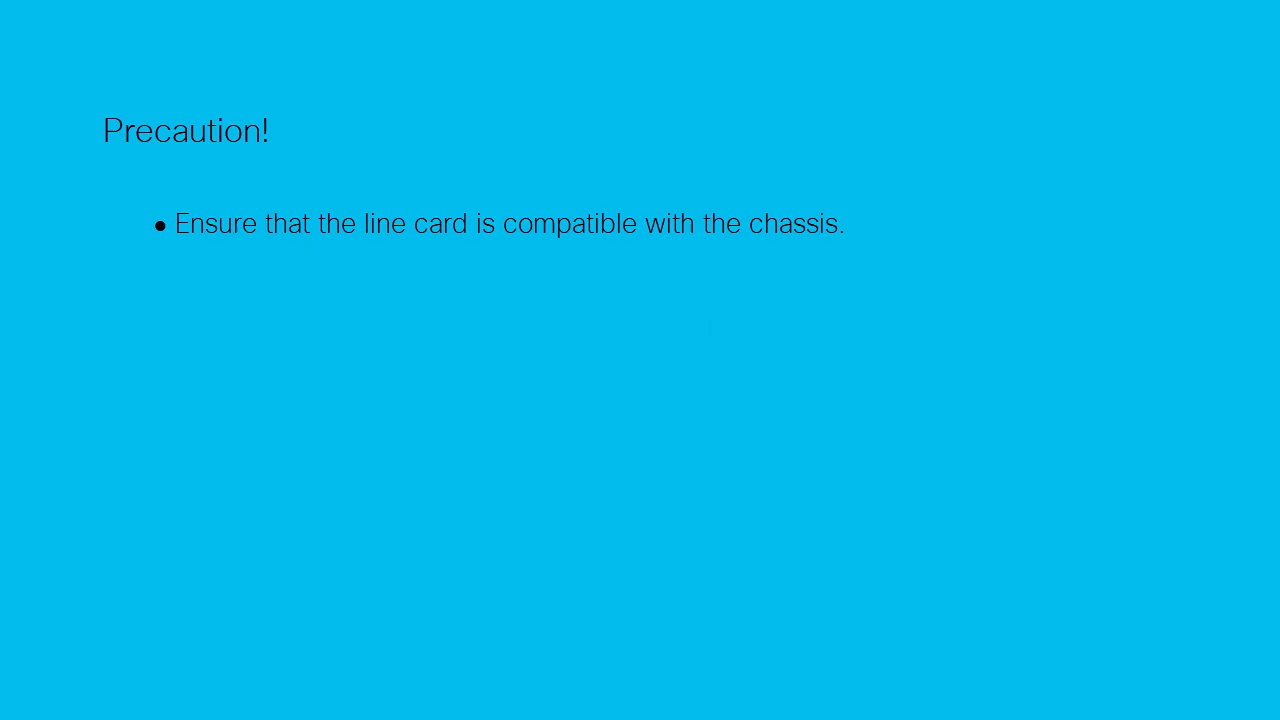 Precaution!
● Ensure that the line card is compatible with the chassis.